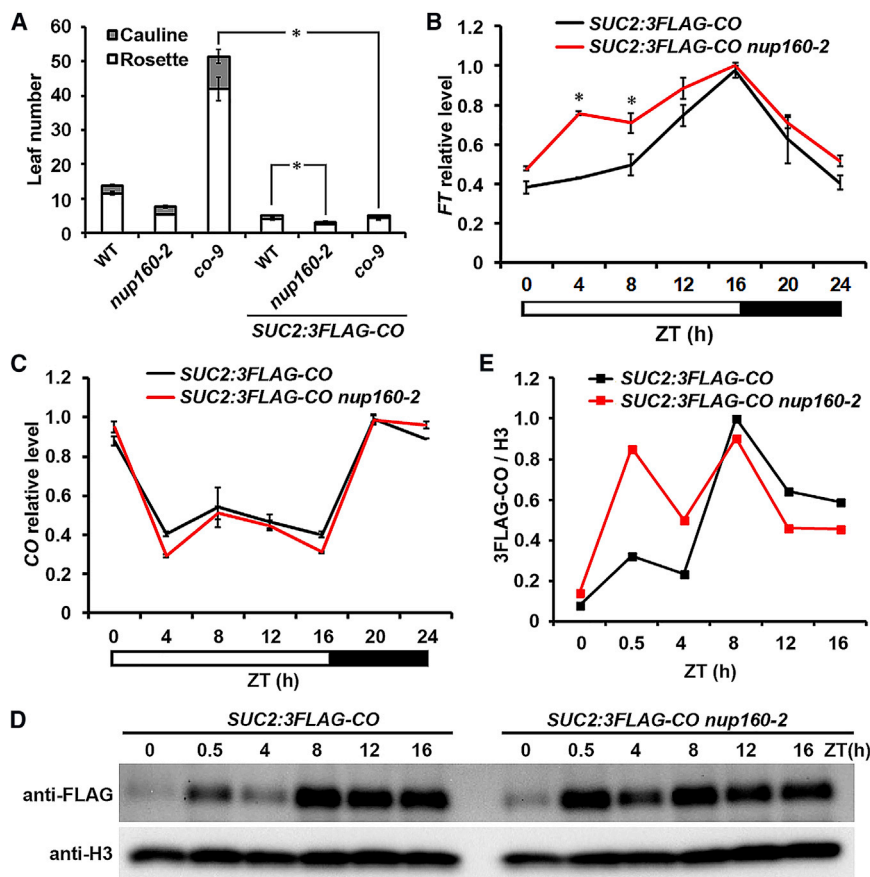 A
Cauline
Rosette
Leaf number
60
50
40
30
20
10
0
*
*
WT
nup160-2
co-9
WT
nup160-2
co-9
SUC2:3FLAG-CO
B
SUC2:3FLAG-CO
SUC2:3FLAG-CO nup160-2
FT relative level
1.2
1.0
0.8
0.6
0.4
0.2
0
*
*
0 4 8 12 16 20 24
ZT (h)
C
SUC2:3FLAG-CO
SUC2:3FLAG-CO nup160-2
CO relative level
1.2
1.0
0.8
0.6
0.4
0.2
0
0 4 8 12 16 20 24
ZT (h)
E
SUC2:3FLAG-CO
SUC2:3FLAG-CO nup160-2
3FLAG-CO / H3
1.2
1.0
0.8
0.6
0.4
0.2
0
0 0.5 4 8 12 16
ZT (h)
D
SUC2:3FLAG-CO SUC2:3FLAG-CO nup160-2
0 0.5 4 8 12 16 0 0.5 4 8 12 16 ZT(h)
anti-FLAG
anti-H3